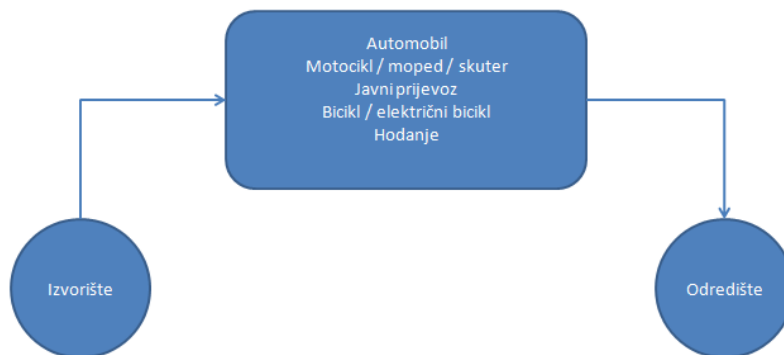 Automobil
Motocikl / moped / skuter
Javni prijevoz
Bicikl / električni bicikl
Hodanje
Izvorište
Odredište